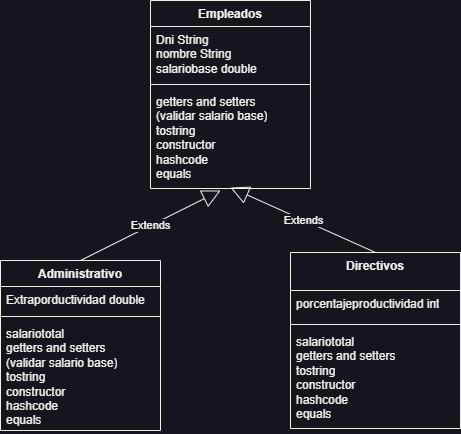 Empleados
Dni String
nombre String
salariobase double
getters and setters
(validar salario base)
tostring
constructor
hashcode
equals
Extends
Extends
Administrativo
Extraporductividad double
salariototal
getters and setters
(validar salario base)
tostring
constructor
hashcode
equals
Directivos
porcentajeproductividad int
salariototal
getters and setters
tostring
constructor
hashcode
equals